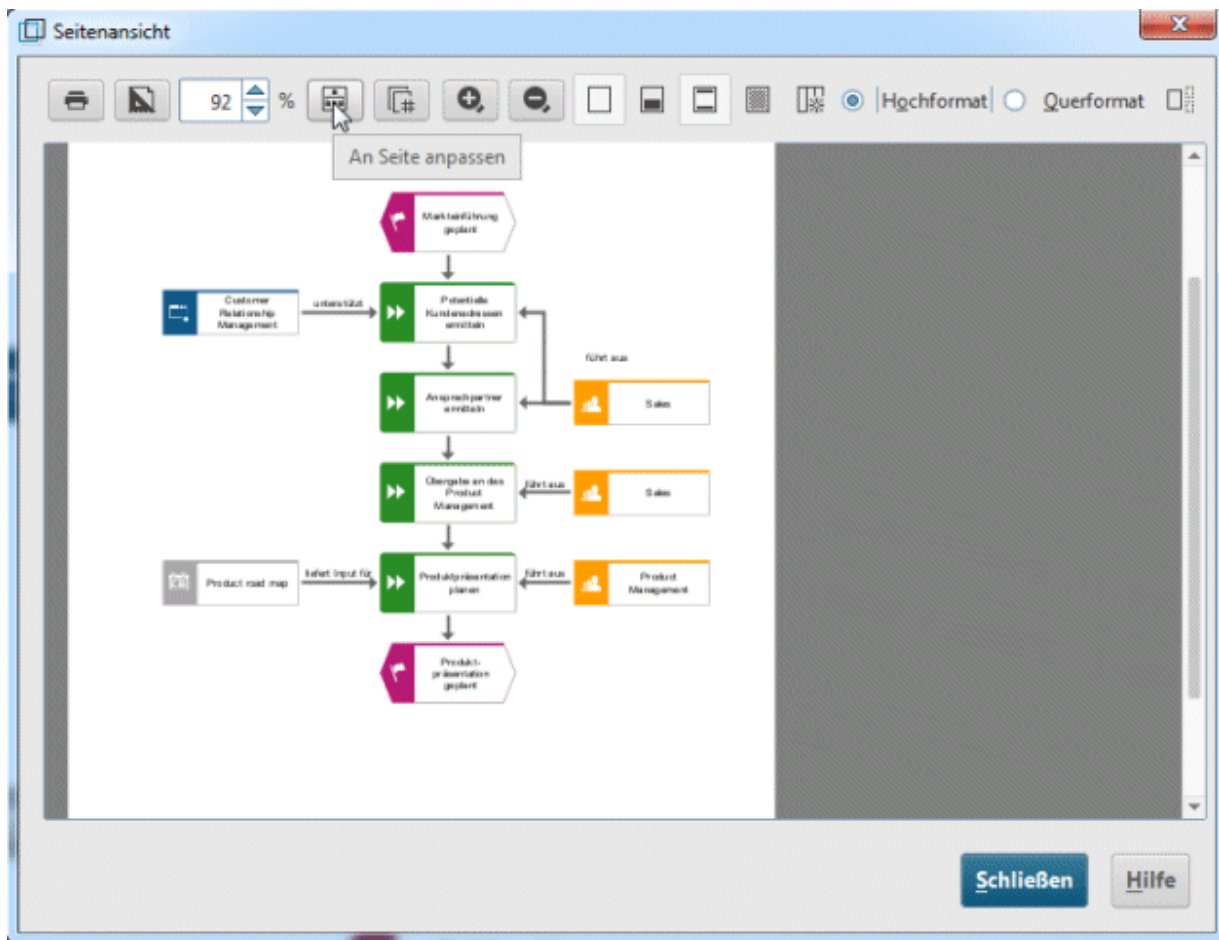 Seitenansicht
92 %
Hochformat
Querformat
An Seite anpassen
Markteinführung
geplant
Customer
Relationship
Management
unterstützt
Potentielle
Kundenadressen
ermitteln
führt aus
Ansprechpartner
ermitteln
Sales
Übergabe an das
Product
Management
führt aus
Sales
Product road map
liefert Input für
Produktpräsentation
planen
führt aus
Product
Management
Produkt-
präsentation
geplant
Schließen
Hilfe